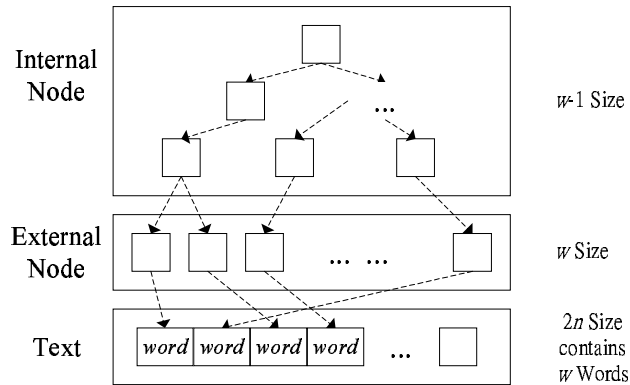 Internal
Node
...
w-1 Size
External
Node
... ...
w Size
Text
word word word word ...
2n Size
contains
w Words